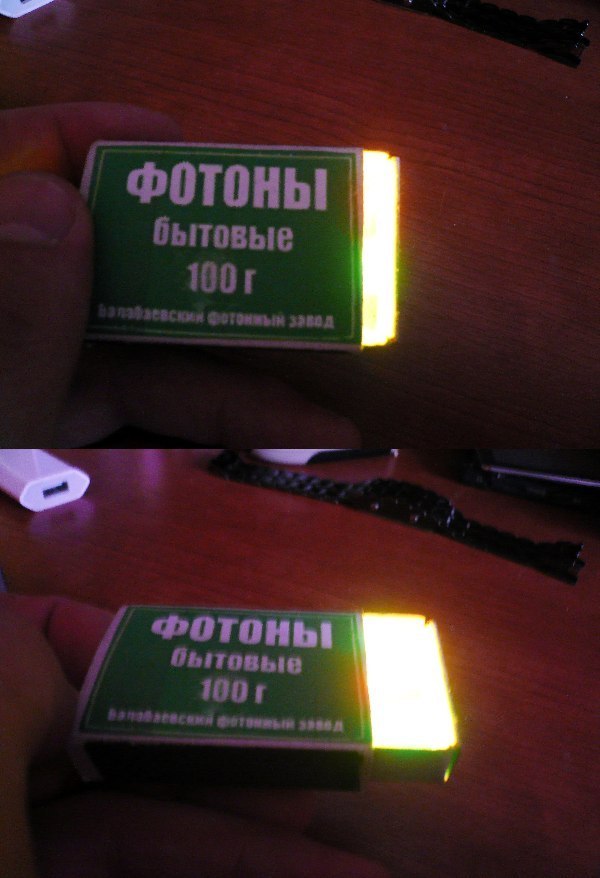 ФОТОНЫ
бытовые
100 г
балабаевский фотонный завод
ФОТОНЫ
бытовые
100 г
балабаевский фотонный завод